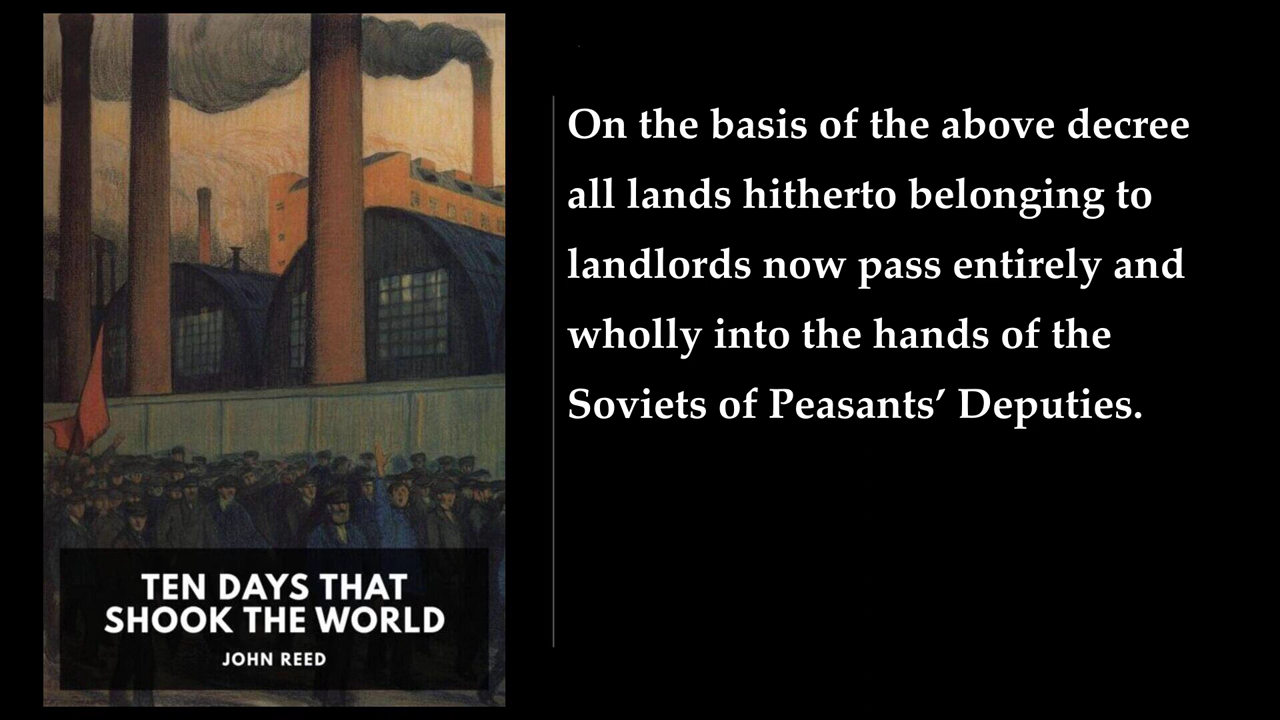 On the basis of the above decree
all lands hitherto belonging to
landlords now pass entirely and
wholly into the hands of the
Soviets of Peasants’ Deputies.
TEN DAYS THAT
SHOOK THE WORLD
JOHN REED